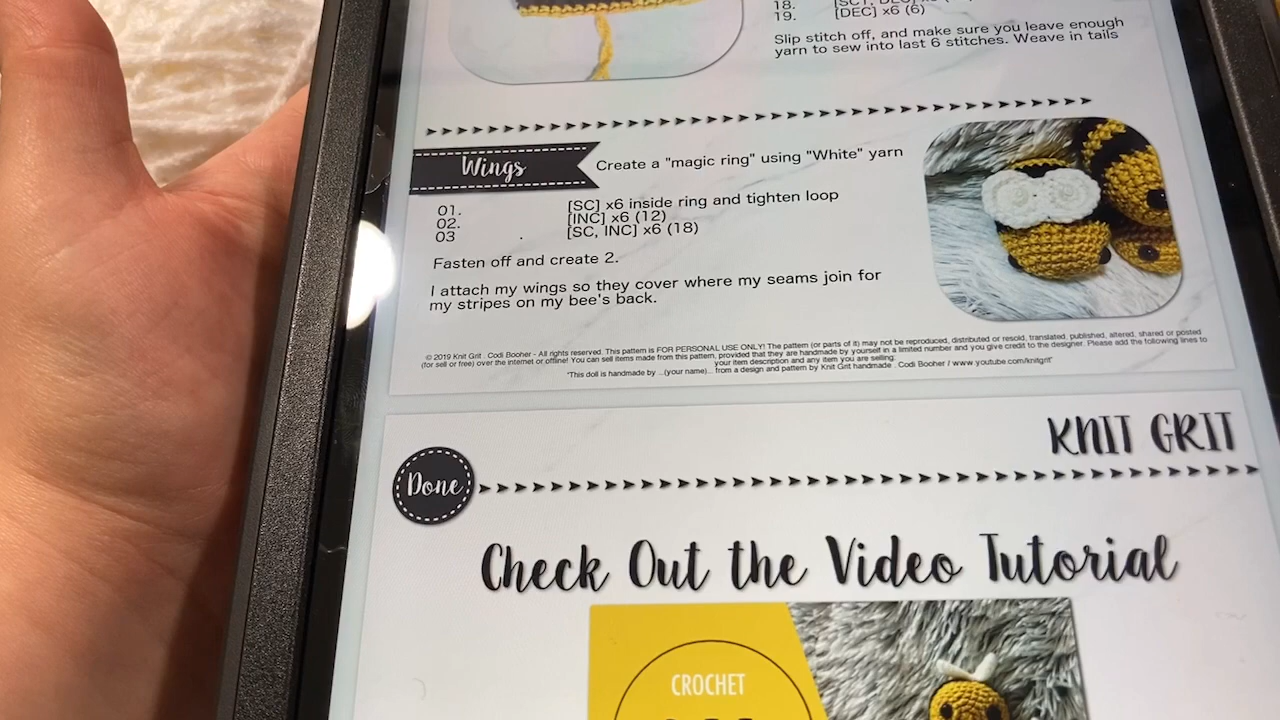 18.
19. [DEC] x6 (6)
Slip stitch off, and make sure you leave enough
yarn to sew into last 6 stitches. Weave in tails
Wings
Create a "magic ring" using "White" yarn
01. [SC] x6 inside ring and tighten loop
02. [INC] x6 (12)
03 . [SC, INC] x6 (18)
Fasten off and create 2.
I attach my wings so they cover where my seams join for
my stripes on my bee's back.
© 2019 Knit Grit . Codi Booher - All rights reserved. This pattern is FOR PERSONAL USE ONLY! The pattern (or parts of it) may not be reproduced, distributed or resold, translated, published, altered, shared or posted
(for sell or free) over the internet or offline! You can sell items made from this pattern, provided that they are handmade by yourself in a limited number and you give credit to the designer. Please add the following lines to
your item description and any item you are selling.
"This doll is handmade by ...(your name)... from a design and pattern by Knit Grit handmade . Codi Booher / www.youtube.com/knitgrit"
KNIT GRIT
Done
Check Out the Video Tutorial
CROCHET